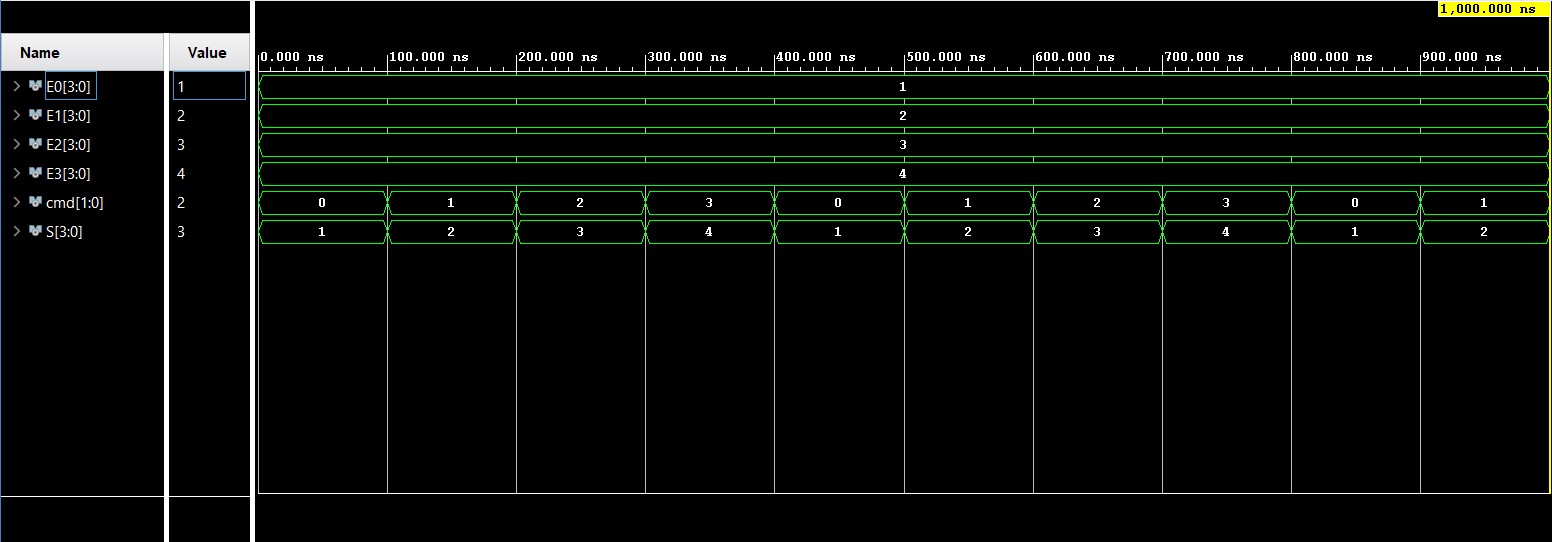 1,000.000 ns
Name Value
0.000 ns 100.000 ns 200.000 ns 300.000 ns 400.000 ns 500.000 ns 600.000 ns 700.000 ns 800.000 ns 900.000 ns
E0[3:0] 1 1
E1[3:0] 2 2
E2[3:0] 3 3
E3[3:0] 4 4
cmd[1:0] 2 0 1 2 3 0 1 2 3 0 1
S[3:0] 3 1 2 3 4 1 2 3 4 1 2